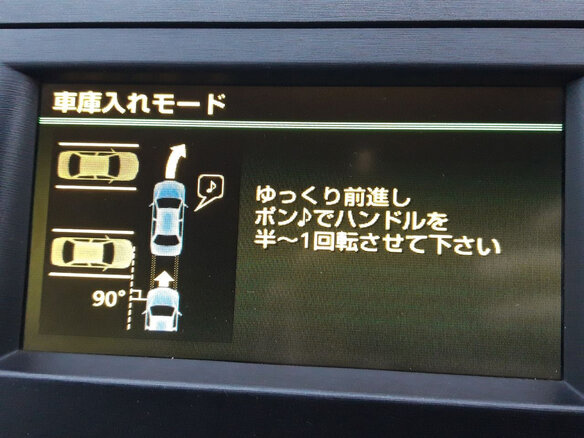 車庫入れモード
ゆっくり前進し
ポン♪でハンドルを
半～1回転させて下さい
♪
90°